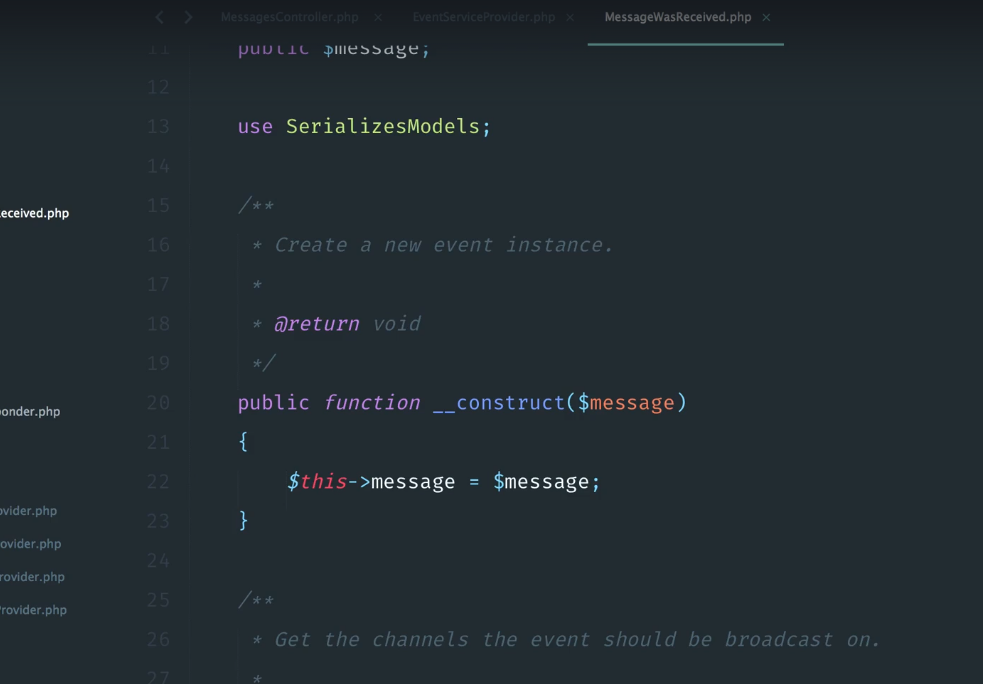 MessagesController.php × EventServiceProvider.php × MessageWasReceived.php ×
eceived.php
onder.php
ovider.php
ovider.php
rovider.php
rovider.php
11 public $message;
12
13 use SerializesModels;
14
15 /**
16 * Create a new event instance.
17 *
18 * @return void
19 */
20 public function __construct($message)
21 {
22 $this->message = $message;
23 }
24
25 /**
26 * Get the channels the event should be broadcast on.
27 *